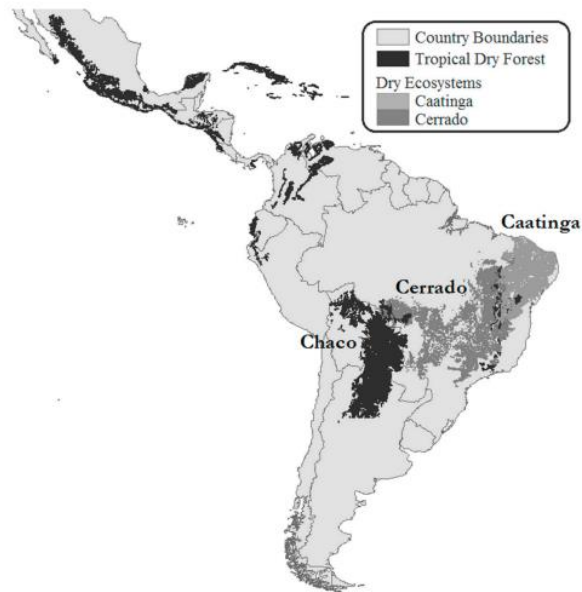 Country Boundaries
Tropical Dry Forest
Dry Ecosystems
Caatinga
Cerrado
Caatinga
Cerrado
Chaco